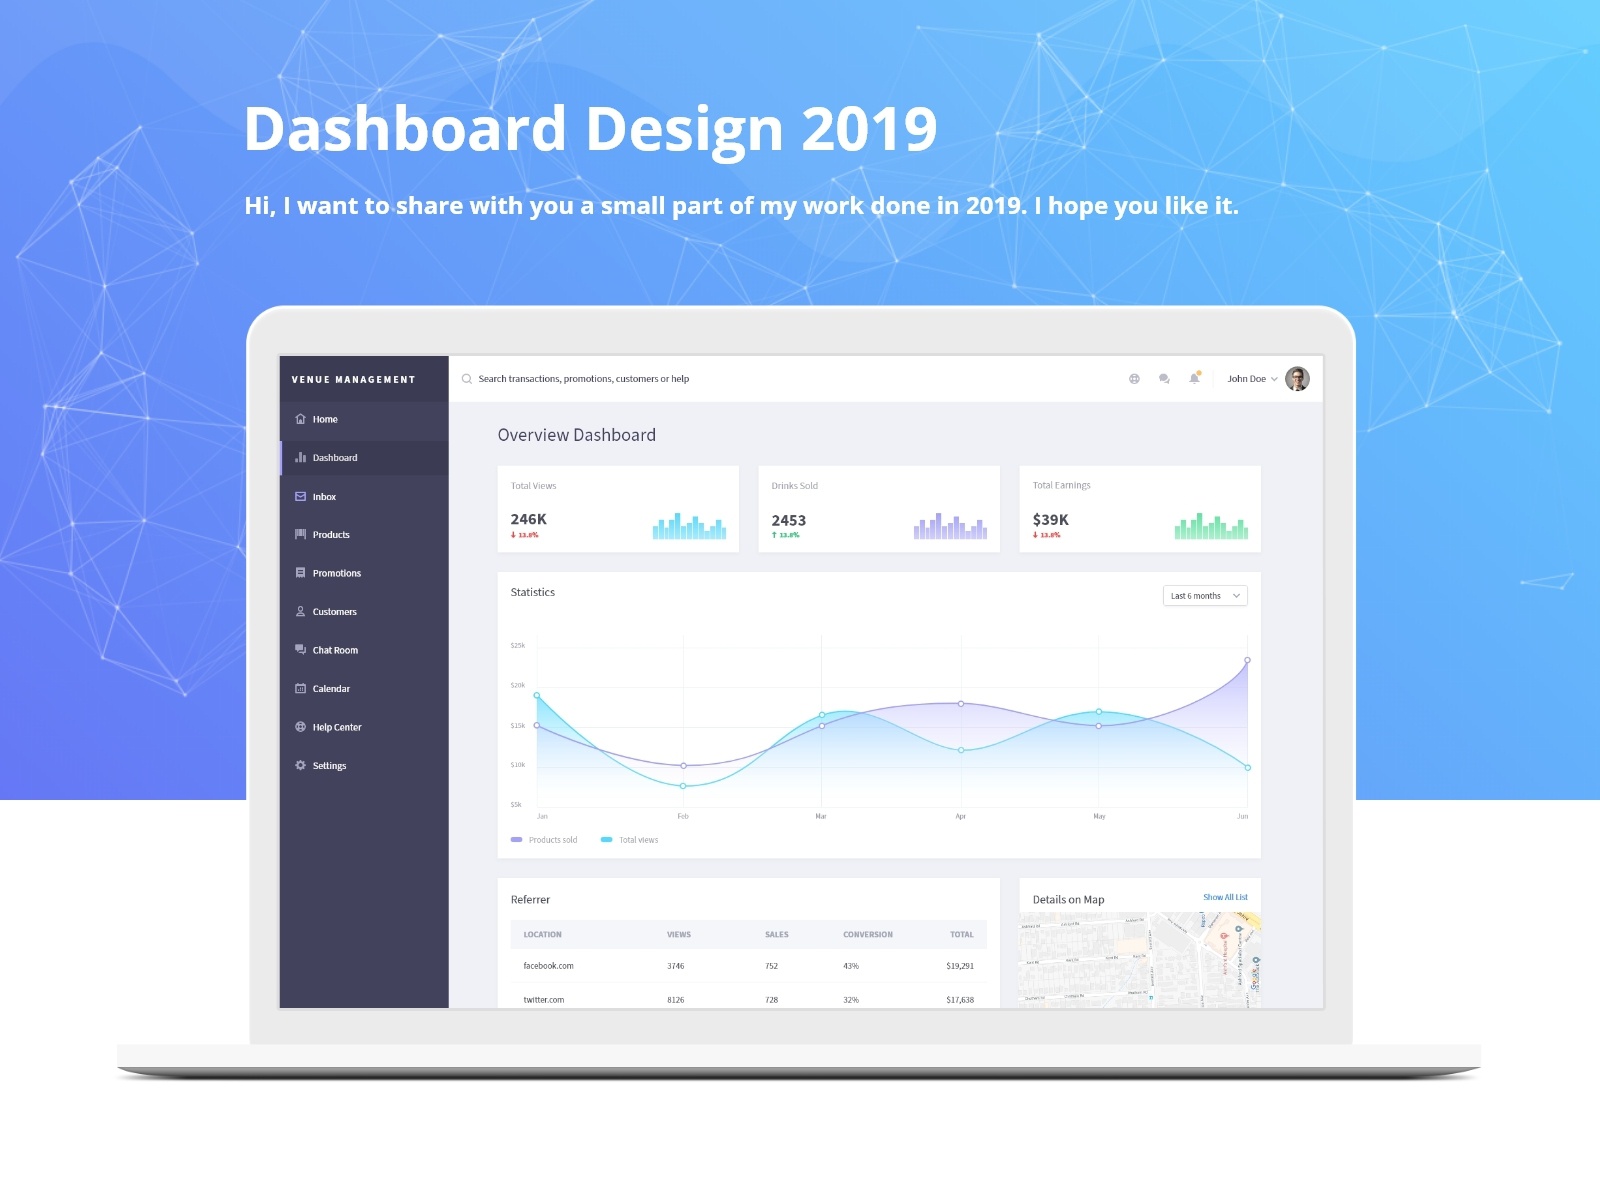 Dashboard Design 2019
Hi, I want to share with you a small part of my work done in 2019. I hope you like it.
VENUE MANAGEMENT
Search transactions, promotions, customers or help
John Doe
Home
Dashboard
Inbox
Products
Promotions
Customers
Chat Room
Calendar
Help Center
Settings
Overview Dashboard
Total Views
246K
↓ 13.8%
Drinks Sold
2453
↑ 13.8%
Total Earnings
$39K
↓ 13.8%
Statistics
Last 6 months
$25k
$20k
$15k
$10k
$5k
Jan Feb Mar Apr May Jun
Products sold Total views
Referrer
LOCATION VIEWS SALES CONVERSION TOTAL
facebook.com 3746 752 43% $19,291
twitter.com 8126 728 32% $17,638
Details on Map
Show All List